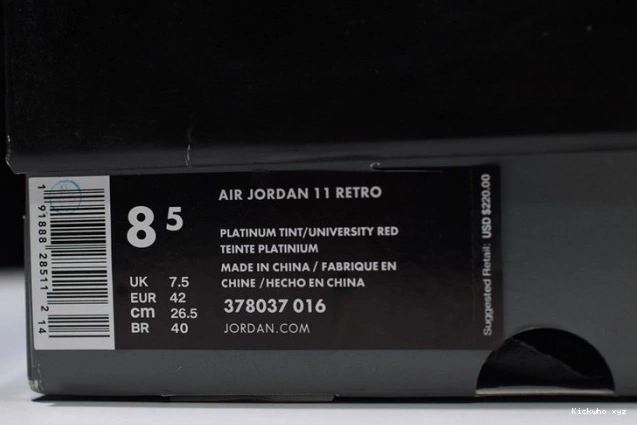 AIR JORDAN 11 RETRO
8 5
PLATINUM TINT/UNIVERSITY RED
TEINTE PLATINIUM
MADE IN CHINA / FABRIQUE EN
CHINE / HECHO EN CHINA
378037 016
JORDAN.COM
UK 7.5
EUR 42
cm 26.5
BR 40
1 91888 28511 2 14
Suggested Retail: USD $220.00
Kickwho xyz